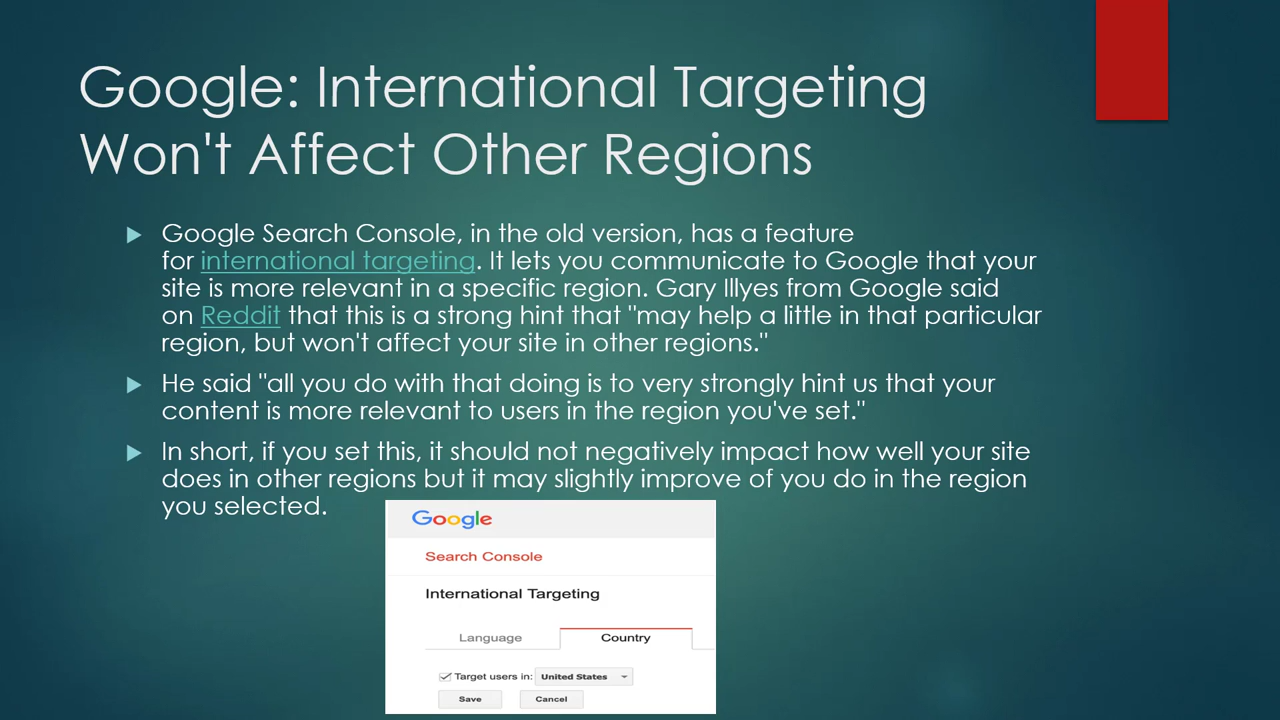 Google: International Targeting
Won't Affect Other Regions
Google Search Console, in the old version, has a feature
for international targeting. It lets you communicate to Google that your
site is more relevant in a specific region. Gary Illyes from Google said
on Reddit that this is a strong hint that "may help a little in that particular
region, but won't affect your site in other regions."
He said "all you do with that doing is to very strongly hint us that your
content is more relevant to users in the region you've set."
In short, if you set this, it should not negatively impact how well your site
does in other regions but it may slightly improve of you do in the region
you selected.
Google
Search Console
International Targeting
Language Country
Target users in: United States
Save Cancel